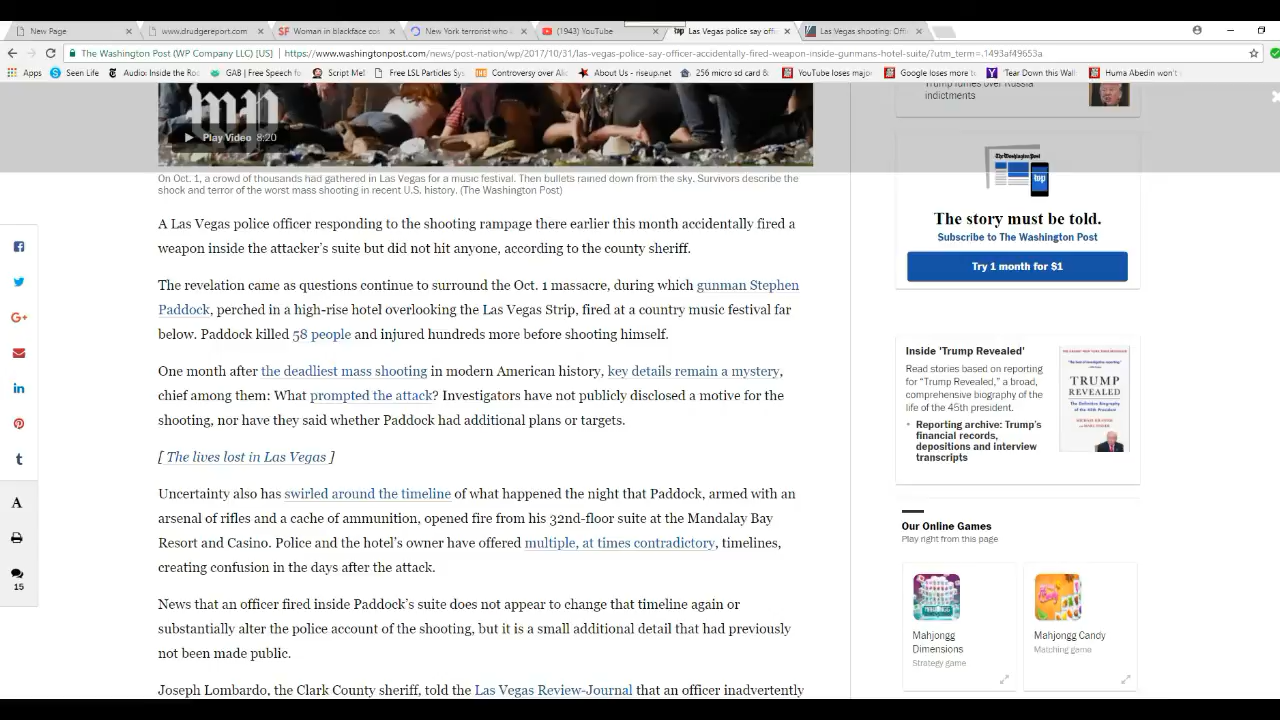 New Page
www.drudgereport.com
Woman in blackface cos
New York terrorist who
(1943) YouTube
Las Vegas police say offi
Las Vegas shooting: Offi
The Washington Post (WP Company LLC) [US]
https://www.washingtonpost.com/news/post-nation/wp/2017/10/31/las-vegas-police-say-officer-accidentally-fired-weapon-inside-gunmans-hotel-suite/?utm_term=.1493af49653a
Apps
Seen Life
Audio: Inside the Roo
GAB | Free Speech fo
Script Me!
Free LSL Particles Sys
Controversy over Alie
About Us - riseup.net
256 micro sd card &
YouTube loses major
Google loses more to
'Tear Down this Wall
Huma Abedin won't
Play Video 8:20
On Oct. 1, a crowd of thousands had gathered in Las Vegas for a music festival. Then bullets rained down from the sky. Survivors describe the
shock and terror of the worst mass shooting in recent U.S. history. (The Washington Post)
A Las Vegas police officer responding to the shooting rampage there earlier this month accidentally fired a
weapon inside the attacker's suite but did not hit anyone, according to the county sheriff.
The revelation came as questions continue to surround the Oct. 1 massacre, during which gunman Stephen
Paddock, perched in a high-rise hotel overlooking the Las Vegas Strip, fired at a country music festival far
below. Paddock killed 58 people and injured hundreds more before shooting himself.
One month after the deadliest mass shooting in modern American history, key details remain a mystery,
chief among them: What prompted the attack? Investigators have not publicly disclosed a motive for the
shooting, nor have they said whether Paddock had additional plans or targets.
[ The lives lost in Las Vegas ]
Uncertainty also has swirled around the timeline of what happened the night that Paddock, armed with an
arsenal of rifles and a cache of ammunition, opened fire from his 32nd-floor suite at the Mandalay Bay
Resort and Casino. Police and the hotel's owner have offered multiple, at times contradictory, timelines,
creating confusion in the days after the attack.
News that an officer fired inside Paddock's suite does not appear to change that timeline again or
substantially alter the police account of the shooting, but it is a small additional detail that had previously
not been made public.
Joseph Lombardo, the Clark County sheriff, told the Las Vegas Review-Journal that an officer inadvertently
15
Trump fumes over Russia
indictments
The Washington Post
wp
The story must be told.
Subscribe to The Washington Post
Try 1 month for $1
Inside 'Trump Revealed'
Read stories based on reporting
for "Trump Revealed," a broad,
comprehensive biography of the
life of the 45th president.
Reporting archive: Trump's
financial records,
depositions and interview
transcripts
TRUMP
REVEALED
Our Online Games
Play right from this page
Mahjongg
Dimensions
Strategy game
Mahjongg Candy
Matching game